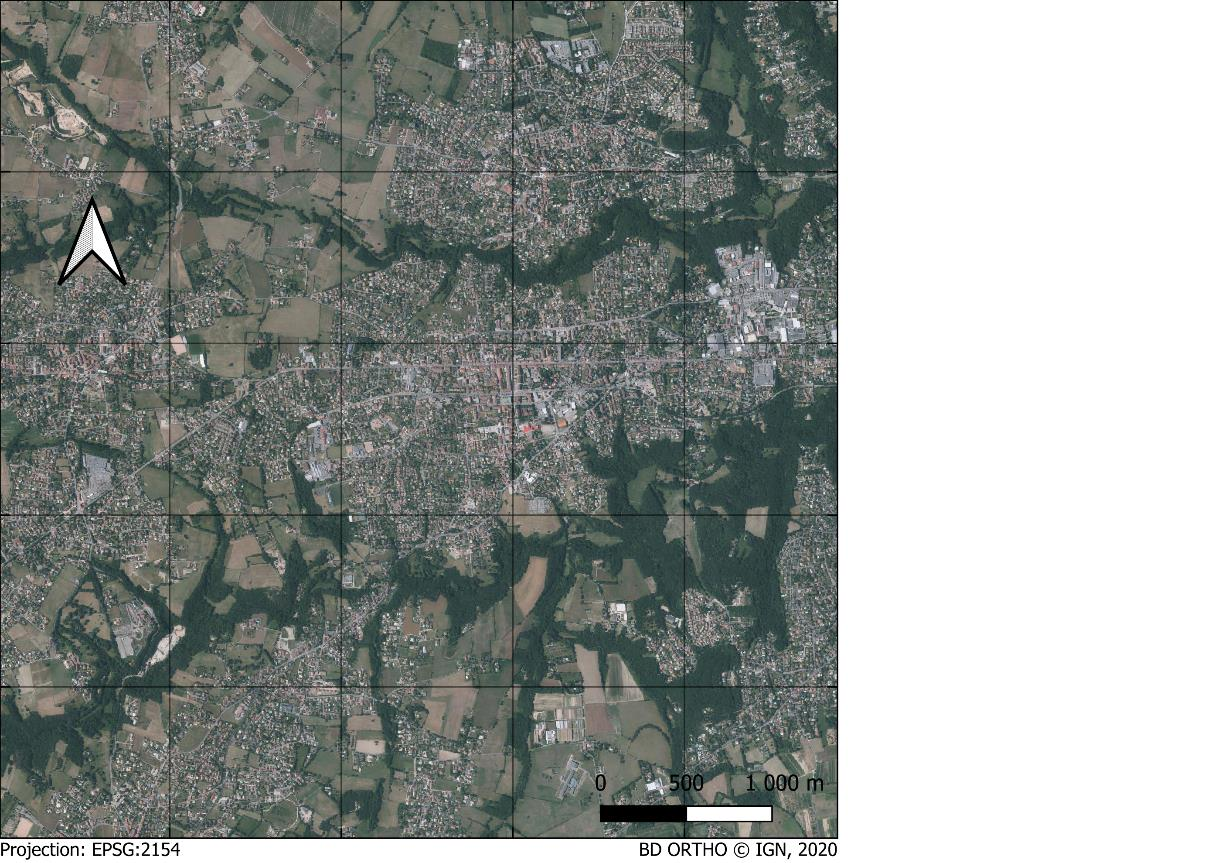 0 500 1 000 m
Projection: EPSG:2154 BD ORTHO © IGN, 2020